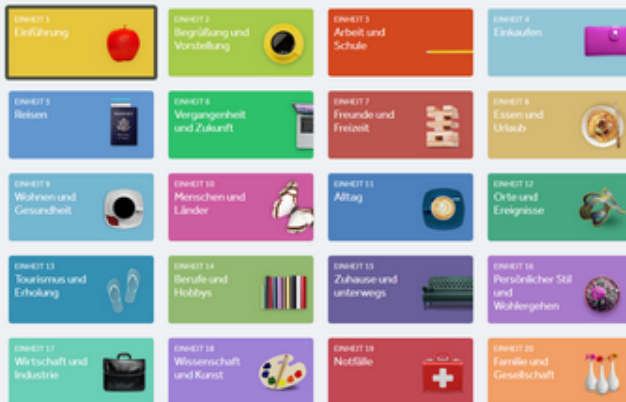 EINHEIT 1
Einführung
EINHEIT 2
Begrüßung und
Vorstellung
EINHEIT 3
Arbeit und
Schule
EINHEIT 4
Einkaufen
EINHEIT 5
Reisen
EINHEIT 6
Vergangenheit
und Zukunft
EINHEIT 7
Freunde und
Freizeit
EINHEIT 8
Essen und
Urlaub
EINHEIT 9
Wohnen und
Gesundheit
EINHEIT 10
Menschen und
Länder
EINHEIT 11
Alltag
EINHEIT 12
Orte und
Ereignisse
EINHEIT 13
Tourismus und
Erholung
EINHEIT 14
Berufe und
Hobbys
EINHEIT 15
Zuhause und
unterwegs
EINHEIT 16
Persönlicher Stil
und
Wohlergehen
EINHEIT 17
Wirtschaft und
Industrie
EINHEIT 18
Wissenschaft
und Kunst
EINHEIT 19
Notfälle
EINHEIT 20
Familie und
Gesellschaft